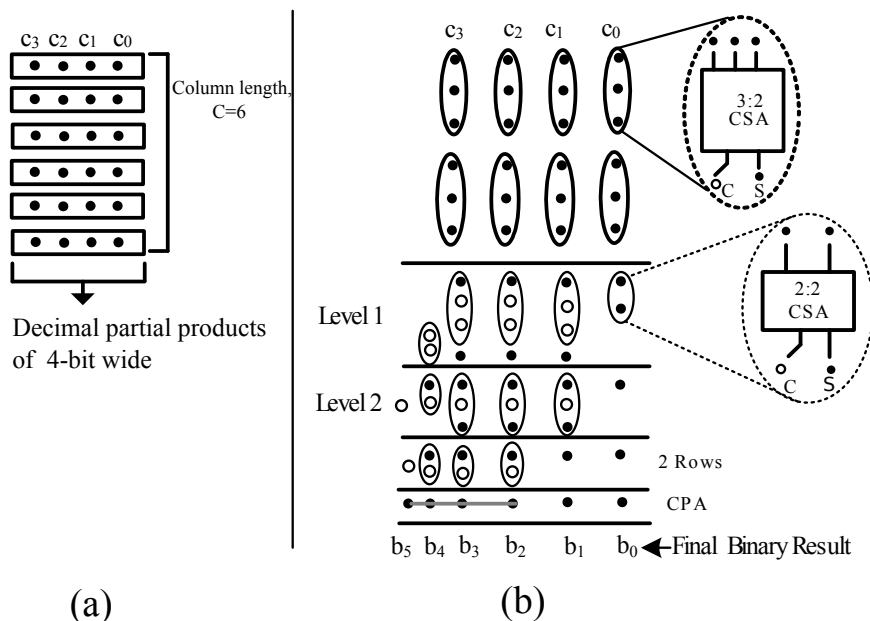 c3 c2 c1 c0
Column length,
C=6
Decimal partial products
of 4-bit wide
(a)
c3 c2 c1 c0
3:2
CSA
C S
Level 1
2:2
CSA
C S
Level 2
2 Rows
CPA
b5 b4 b3 b2 b1 b0 Final Binary Result
(b)